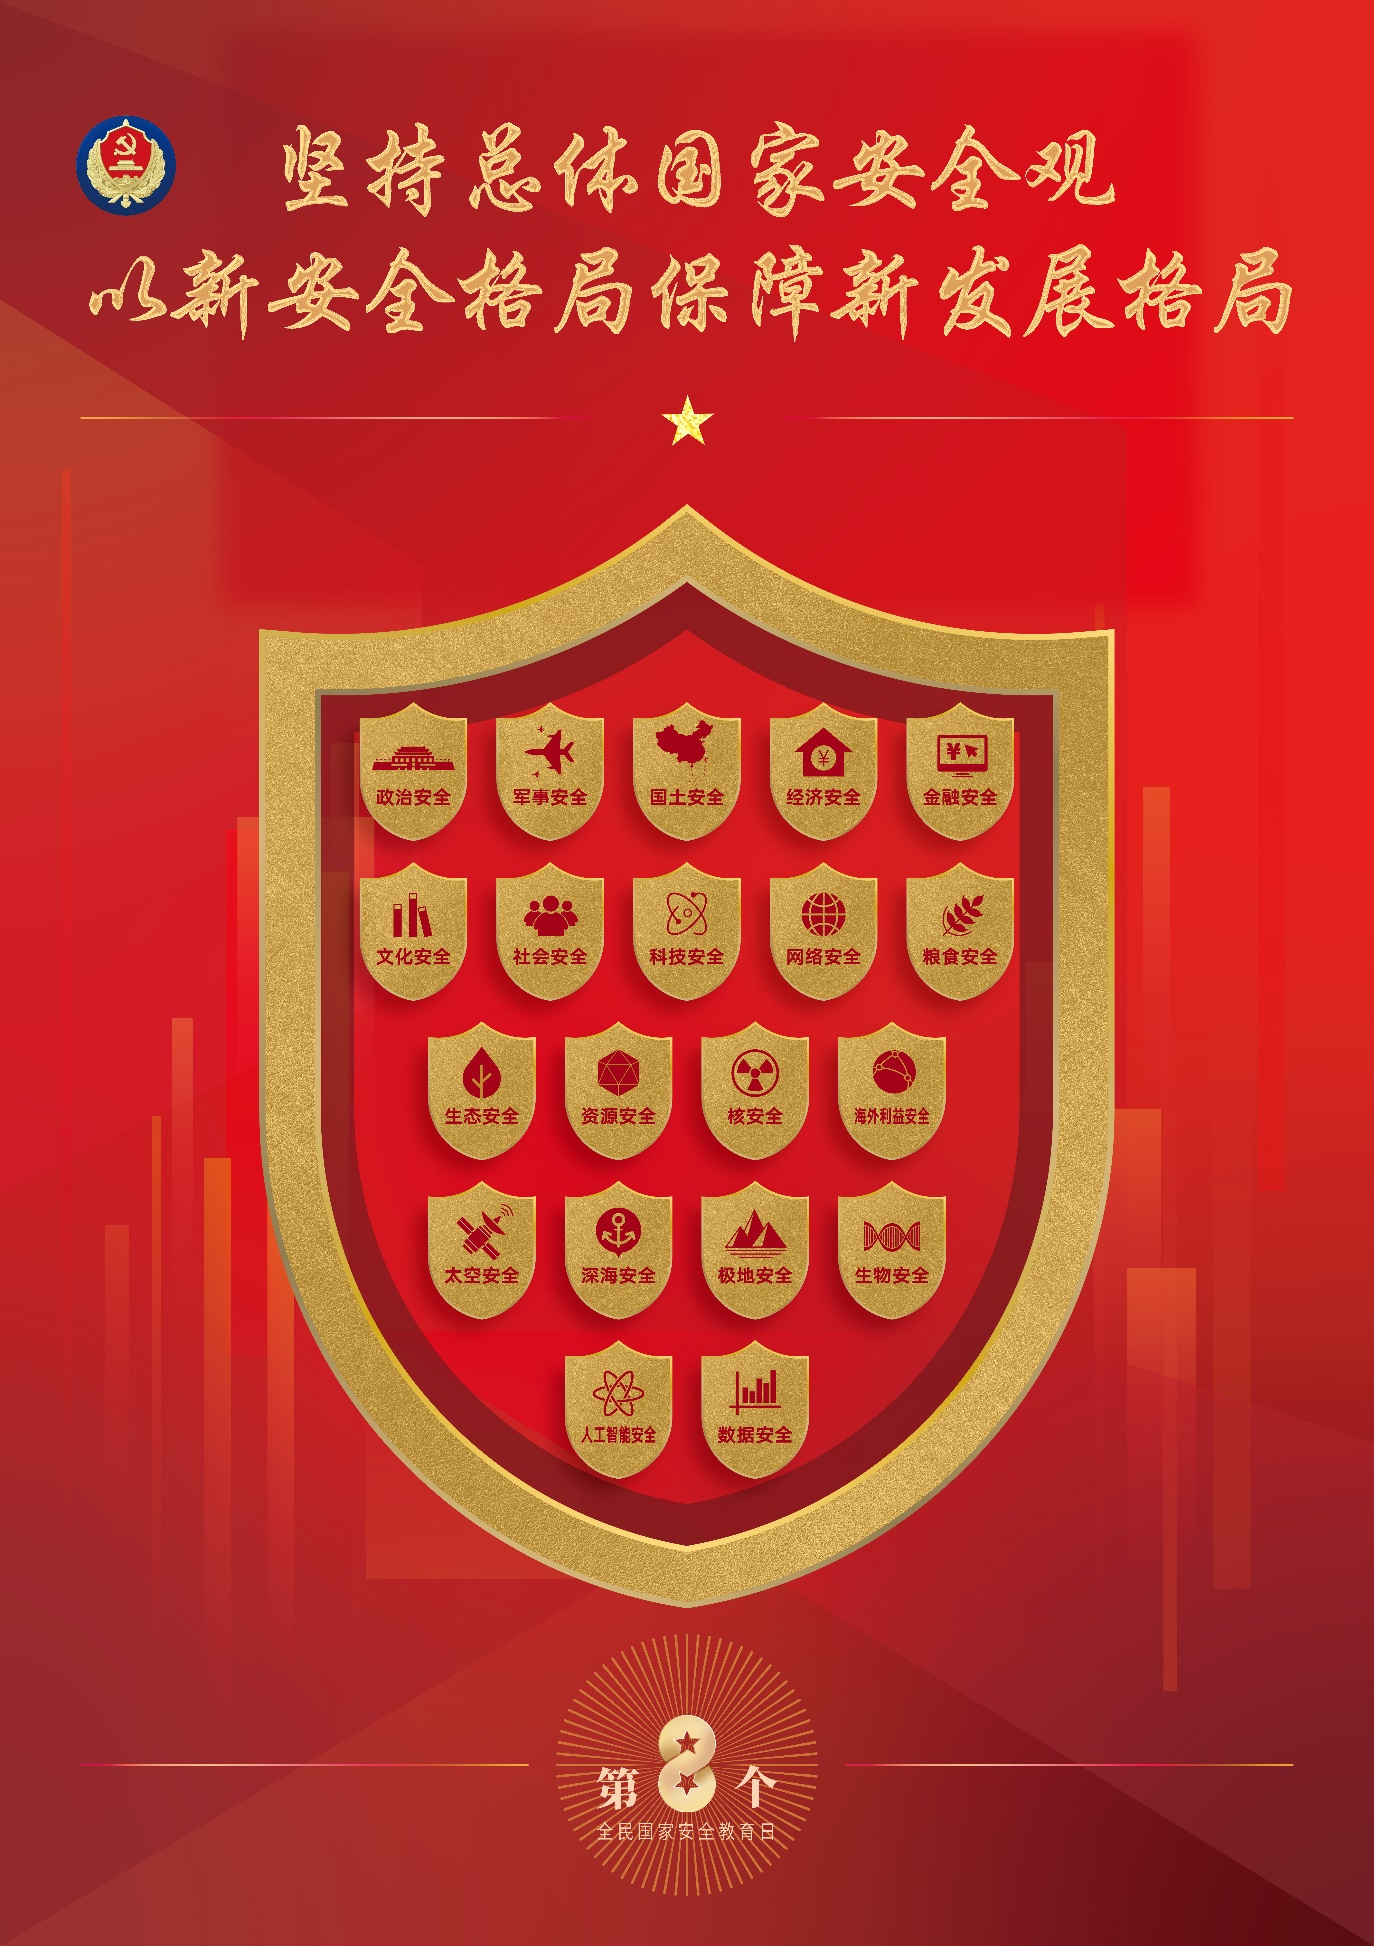 坚持总体国家安全观
以新安全格局保障新发展格局
政治安全 军事安全 国土安全 经济安全 金融安全
文化安全 社会安全 科技安全 网络安全 粮食安全
生态安全 资源安全 核安全 海外利益安全
太空安全 深海安全 极地安全 生物安全
人工智能安全 数据安全
第8个
全民国家安全教育日